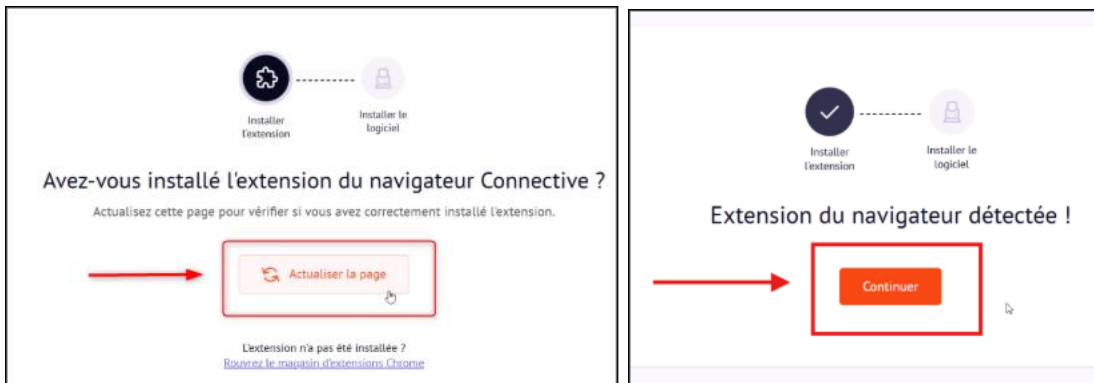 Installer
l'extension
Installer le
logiciel
Avez-vous installé l'extension du navigateur Connective ?
Actualisez cette page pour vérifier si vous avez correctement installé l'extension.
Actualiser la page
L'extension n'a pas été installée ?
Rouvrez le magasin d'extensions Chrome
Installer
l'extension
Installer le
logiciel
Extension du navigateur détectée !
Continuer